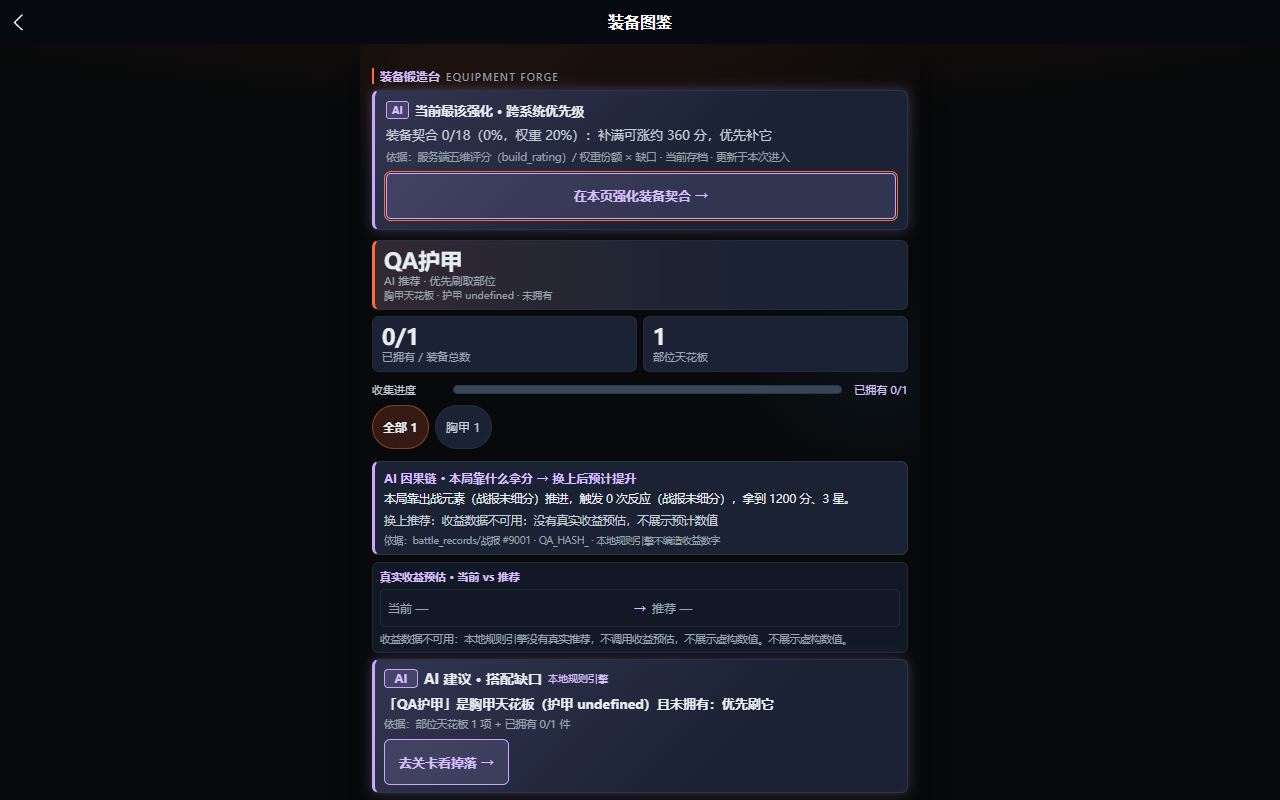 装备图鉴
装备锻造台 EQUIPMENT FORGE
AI 当前最该强化 • 跨系统优先级
装备契合 0/18（0%，权重 20%）：补满可涨约 360 分，优先补它
依据：服务端五维评分（build_rating）/ 权重份额 × 缺口 · 当前存档 · 更新于本次进入
在本页强化装备契合 →
QA护甲
AI 推荐 · 优先刷取部位
胸甲天花板 · 护甲 undefined · 未拥有
0/1
已拥有 / 装备总数
1
部位天花板
收集进度 已拥有 0/1
全部 1 胸甲 1
AI 因果链 • 本局靠什么拿分 → 换上后预计提升
本局靠出战元素（战报未细分）推进，触发 0 次反应（战报未细分），拿到 1200 分、3 星。
换上推荐：收益数据不可用：没有真实收益预估，不展示预计数值
依据：battle_records/战报 #9001 · QA_HASH_ · 本地规则引擎不编造收益数字
真实收益预估 • 当前 vs 推荐
当前 — → 推荐 —
收益数据不可用：本地规则引擎没有真实推荐，不调用收益预估，不展示虚构数值。不展示虚构数值。
AI AI 建议 • 搭配缺口 本地规则引擎
「QA护甲」是胸甲天花板（护甲 undefined）且未拥有：优先刷它
依据：部位天花板 1 项 + 已拥有 0/1 件
去关卡看掉落 →